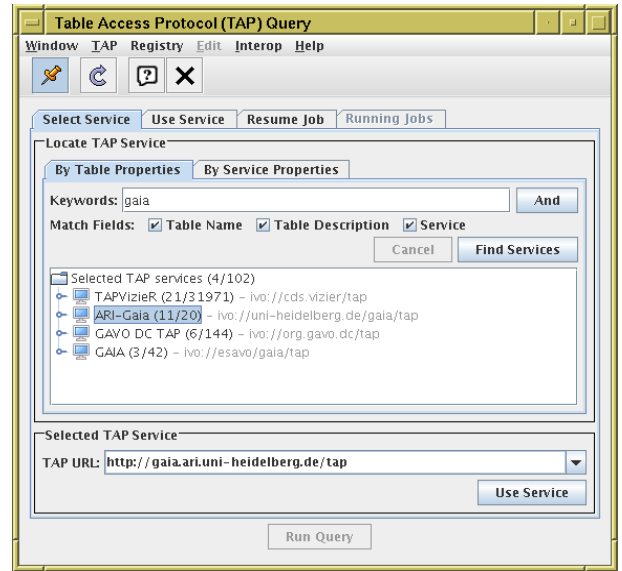 Table Access Protocol (TAP) Query
Window TAP Registry Edit Interop Help
Select Service Use Service Resume Job Running Jobs
Locate TAP Service
By Table Properties By Service Properties
Keywords: gaia And
Match Fields: Table Name Table Description Service
Cancel Find Services
Selected TAP services (4/102)
TAPVizieR (21/31971) - ivo://cds.vizier/tap
ARI-Gaia (11/20) - ivo://uni-heidelberg.de/gaia/tap
GAVO DC TAP (6/144) - ivo://org.gavo.dc/tap
GAIA (3/42) - ivo://esavo/gaia/tap
Selected TAP Service
TAP URL: http://gaia.ari.uni-heidelberg.de/tap
Use Service
Run Query